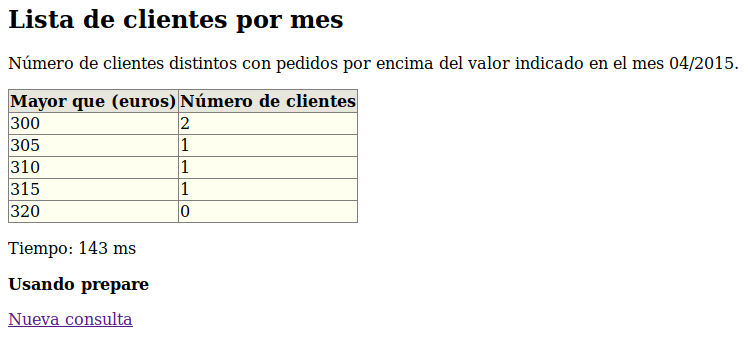 Lista de clientes por mes
Número de clientes distintos con pedidos por encima del valor indicado en el mes 04/2015.
Mayor que (euros) Número de clientes
300 2
305 1
310 1
315 1
320 0
Tiempo: 143 ms
Usando prepare
Nueva consulta